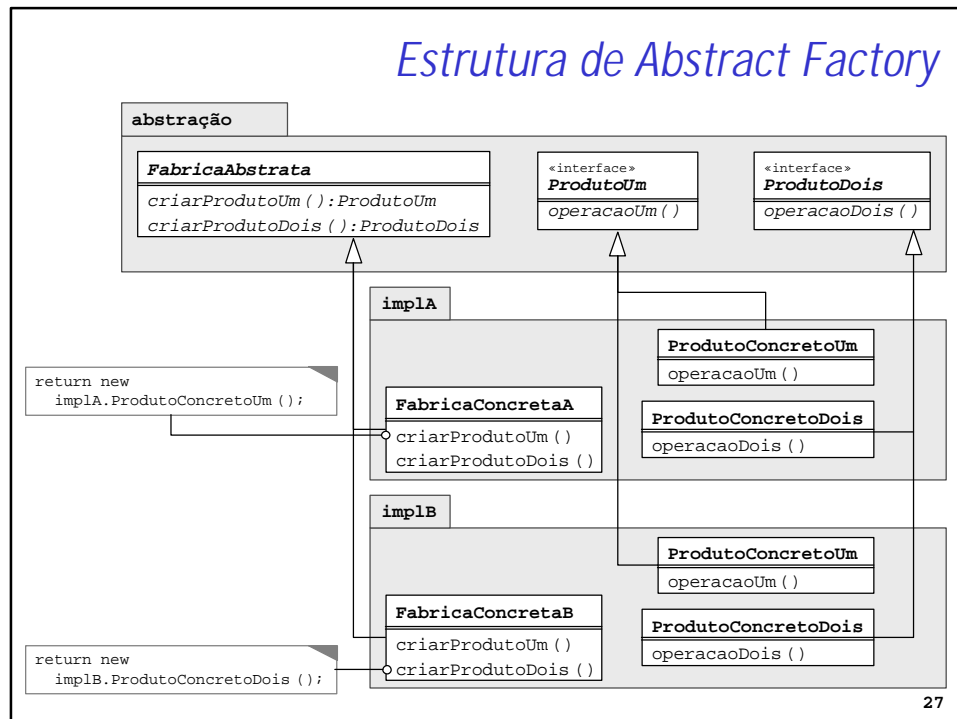 Estrutura de Abstract Factory
abstração
FabricaAbstrata
criarProdutoUm():ProdutoUm
criarProdutoDois():ProdutoDois
«interface»
ProdutoUm
operacaoUm()
«interface»
ProdutoDois
operacaoDois()
implA
ProdutoConcretoUm
operacaoUm()
return new
implA.ProdutoConcretoUm();
FabricaConcretaA
criarProdutoUm()
criarProdutoDois()
ProdutoConcretoDois
operacaoDois()
implB
ProdutoConcretoUm
operacaoUm()
FabricaConcretaB
criarProdutoUm()
criarProdutoDois()
ProdutoConcretoDois
operacaoDois()
return new
implB.ProdutoConcretoDois();
27